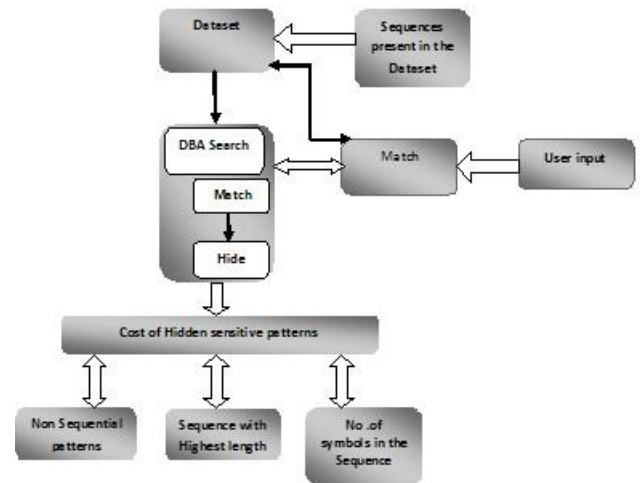 Dataset
Sequences
present in the
Dataset
DBA Search
Match
User input
Match
Hide
Cost of Hidden sensitive patterns
Non Sequential
patterns
Sequence with
Highest length
No .of
symbols in the
Sequence